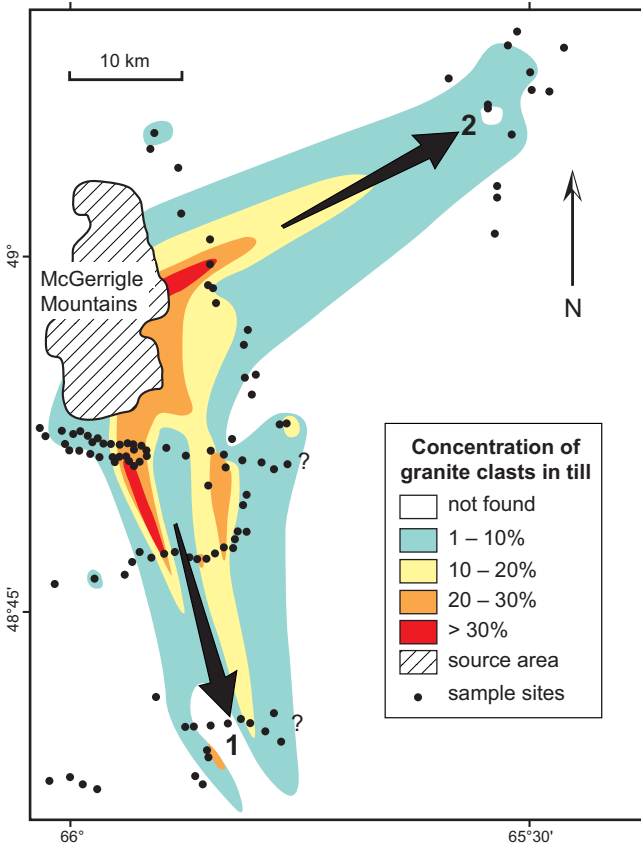 10 km
2
49°
McGerrigle
Mountains
N
?
Concentration of
granite clasts in till
not found
1 – 10%
10 – 20%
20 – 30%
> 30%
source area
sample sites
48°45'
?
1
66°
65°30'